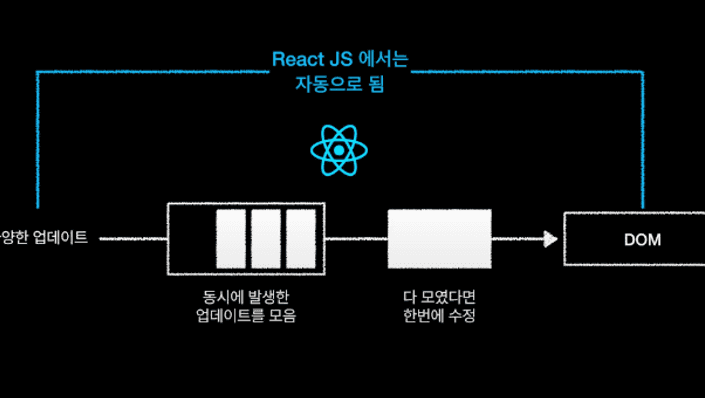 React JS 에서는
자동으로 됨
양한 업데이트
DOM
동시에 발생한
업데이트를 모음
다 모였다면
한번에 수정